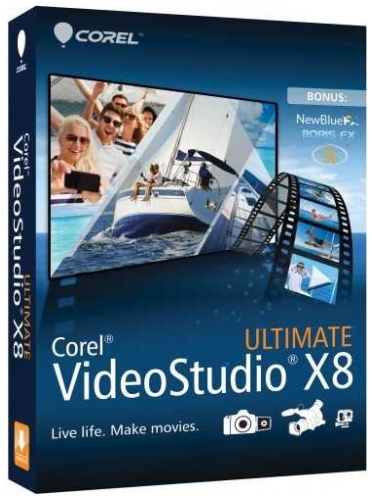 COREL
BONUS:
NewBlueFX
BORIS FX
Corel®
VideoStudio® X8
ULTIMATE
ULTIMATE
Corel®
VideoStudio® X8
Live life. Make movies.